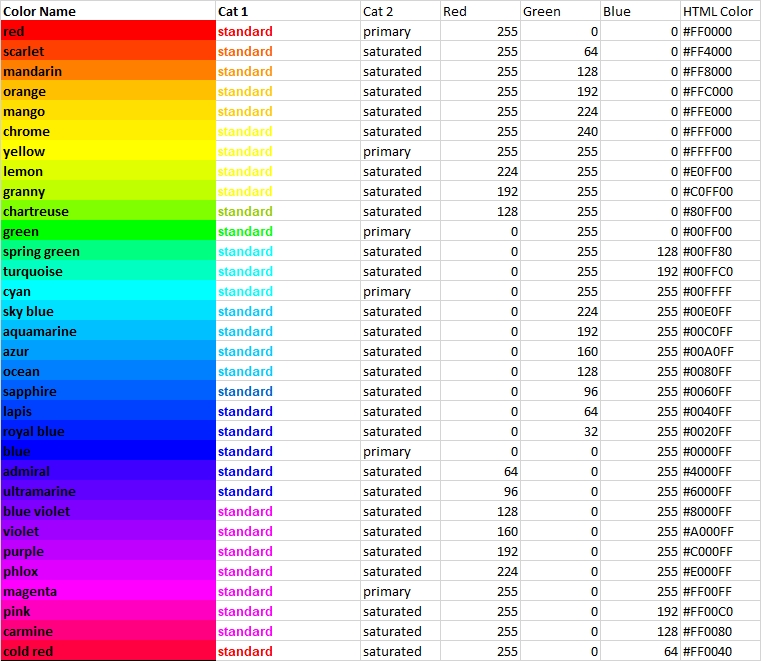 Color Name Cat 1 Cat 2 Red Green Blue HTML Color
red standard primary 255 0 0 #FF0000
scarlet standard saturated 255 64 0 #FF4000
mandarin standard saturated 255 128 0 #FF8000
orange standard saturated 255 192 0 #FFC000
mango standard saturated 255 224 0 #FFE000
chrome standard saturated 255 240 0 #FFF000
yellow standard primary 255 255 0 #FFFF00
lemon standard saturated 224 255 0 #E0FF00
granny standard saturated 192 255 0 #C0FF00
chartreuse standard saturated 128 255 0 #80FF00
green standard primary 0 255 0 #00FF00
spring green standard saturated 0 255 128 #00FF80
turquoise standard saturated 0 255 192 #00FFC0
cyan standard primary 0 255 255 #00FFFF
sky blue standard saturated 0 224 255 #00E0FF
aquamarine standard saturated 0 192 255 #00C0FF
azur standard saturated 0 160 255 #00A0FF
ocean standard saturated 0 128 255 #0080FF
sapphire standard saturated 0 96 255 #0060FF
lapis standard saturated 0 64 255 #0040FF
royal blue standard saturated 0 32 255 #0020FF
blue standard primary 0 0 255 #0000FF
admiral standard saturated 64 0 255 #4000FF
ultramarine standard saturated 96 0 255 #6000FF
blue violet standard saturated 128 0 255 #8000FF
violet standard saturated 160 0 255 #A000FF
purple standard saturated 192 0 255 #C000FF
phlox standard saturated 224 0 255 #E000FF
magenta standard primary 255 0 255 #FF00FF
pink standard saturated 255 0 192 #FF00C0
carmine standard saturated 255 0 128 #FF0080
cold red standard saturated 255 0 64 #FF0040